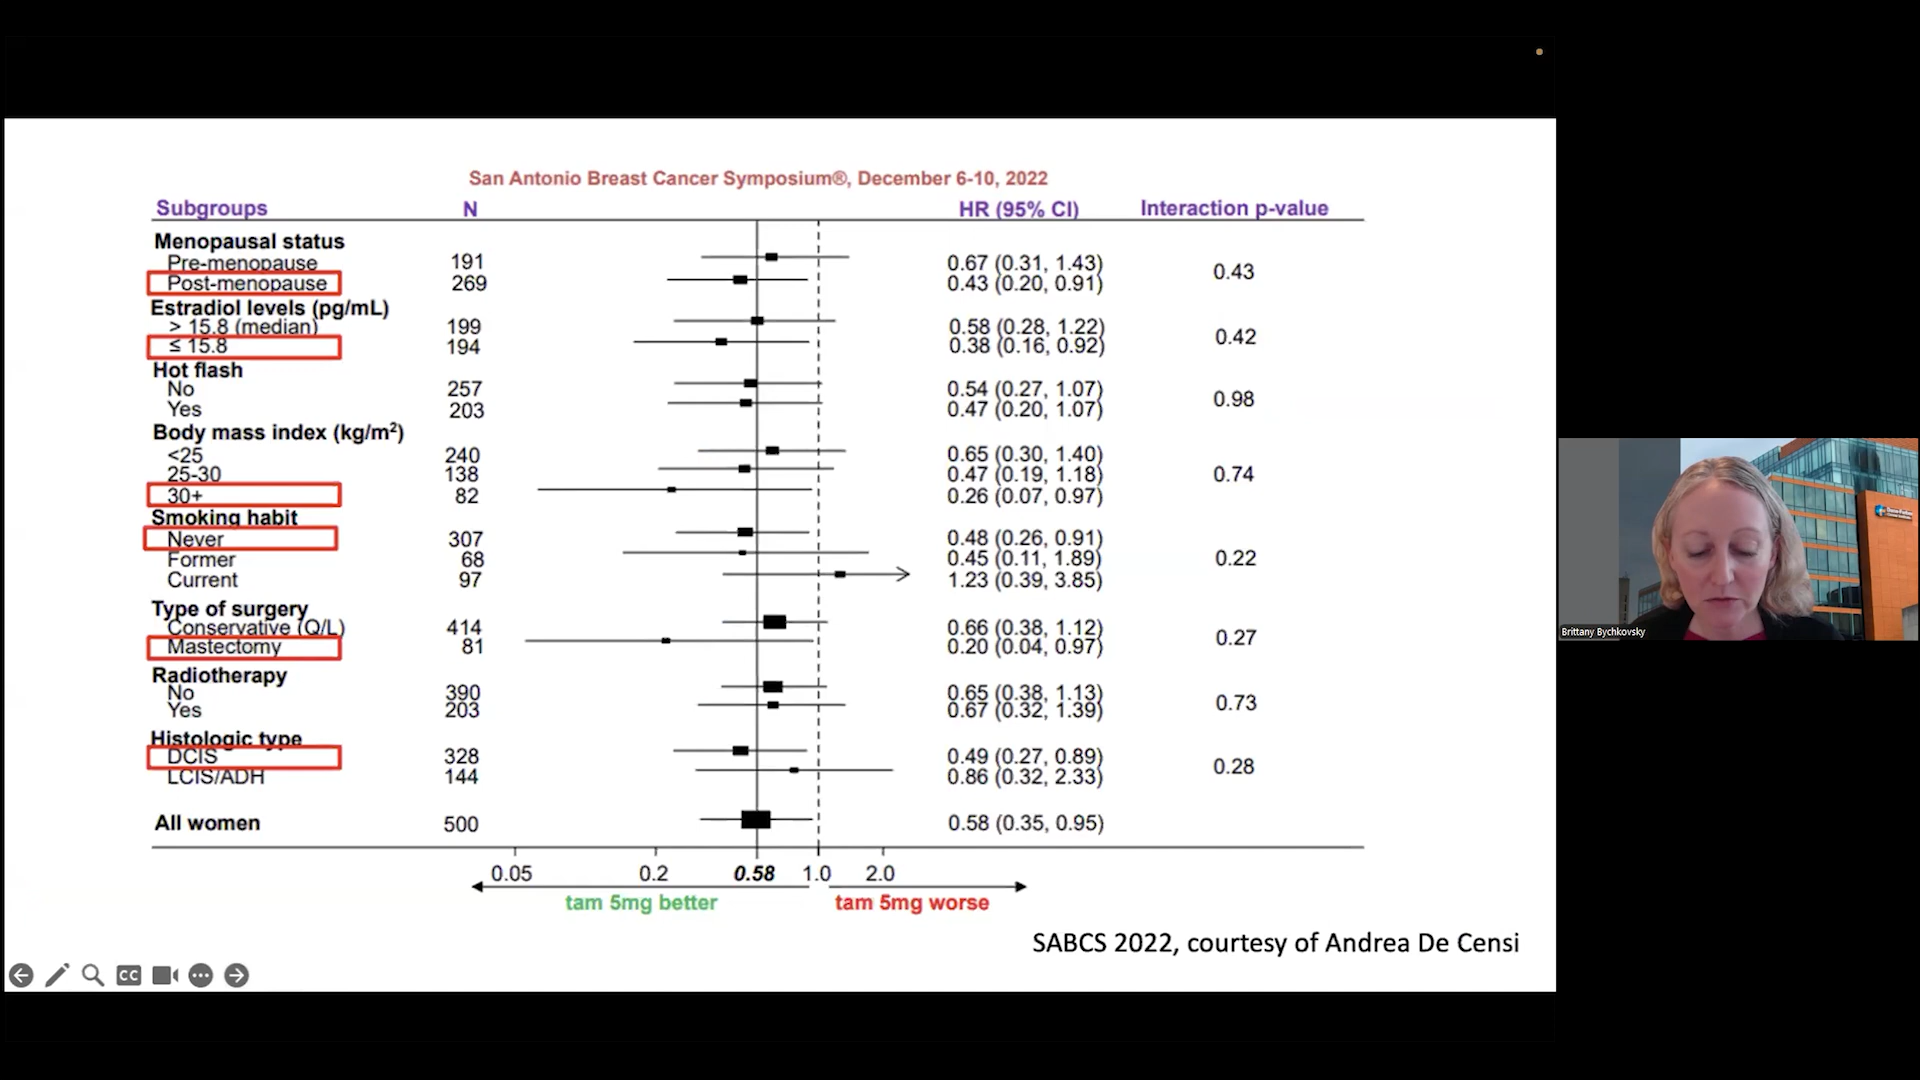 San Antonio Breast Cancer Symposium®, December 6-10, 2022
Subgroups N HR (95% CI) Interaction p-value
Menopausal status
Pre-menopause 191 0.67 (0.31, 1.43) 0.43
Post-menopause 269 0.43 (0.20, 0.91)
Estradiol levels (pg/mL)
> 15.8 (median) 199 0.58 (0.28, 1.22) 0.42
≤ 15.8 194 0.38 (0.16, 0.92)
Hot flash
No 257 0.54 (0.27, 1.07) 0.98
Yes 203 0.47 (0.20, 1.07)
Body mass index (kg/m²)
<25 240 0.65 (0.30, 1.40)
25-30 138 0.47 (0.19, 1.18) 0.74
30+ 82 0.26 (0.07, 0.97)
Smoking habit
Never 307 0.48 (0.26, 0.91)
Former 68 0.45 (0.11, 1.89) 0.22
Current 97 1.23 (0.39, 3.85)
Type of surgery
Conservative (Q/L) 414 0.66 (0.38, 1.12) 0.27
Mastectomy 81 0.20 (0.04, 0.97)
Radiotherapy
No 390 0.65 (0.38, 1.13) 0.73
Yes 203 0.67 (0.32, 1.39)
Histologic type
DCIS 328 0.49 (0.27, 0.89) 0.28
LCIS/ADH 144 0.86 (0.32, 2.33)
All women 500 0.58 (0.35, 0.95)
0.05 0.2 0.58 1.0 2.0
tam 5mg better tam 5mg worse
SABCS 2022, courtesy of Andrea De Censi
CC
Brittany Bychkovsky